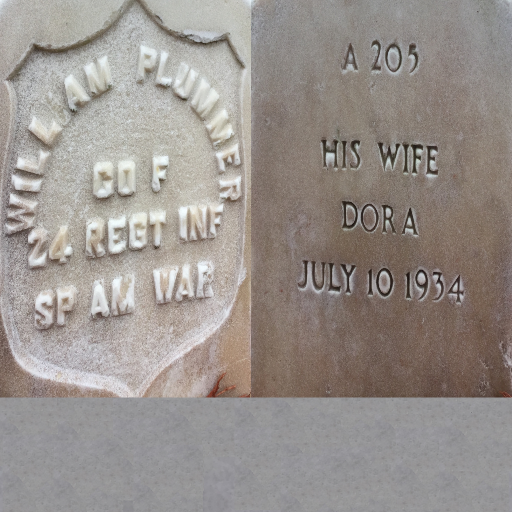 WILLIAM PLUMMER
CO F
24. REGT INF
SP AM WAR
A 205
HIS WIFE
DORA
JULY 10 1934